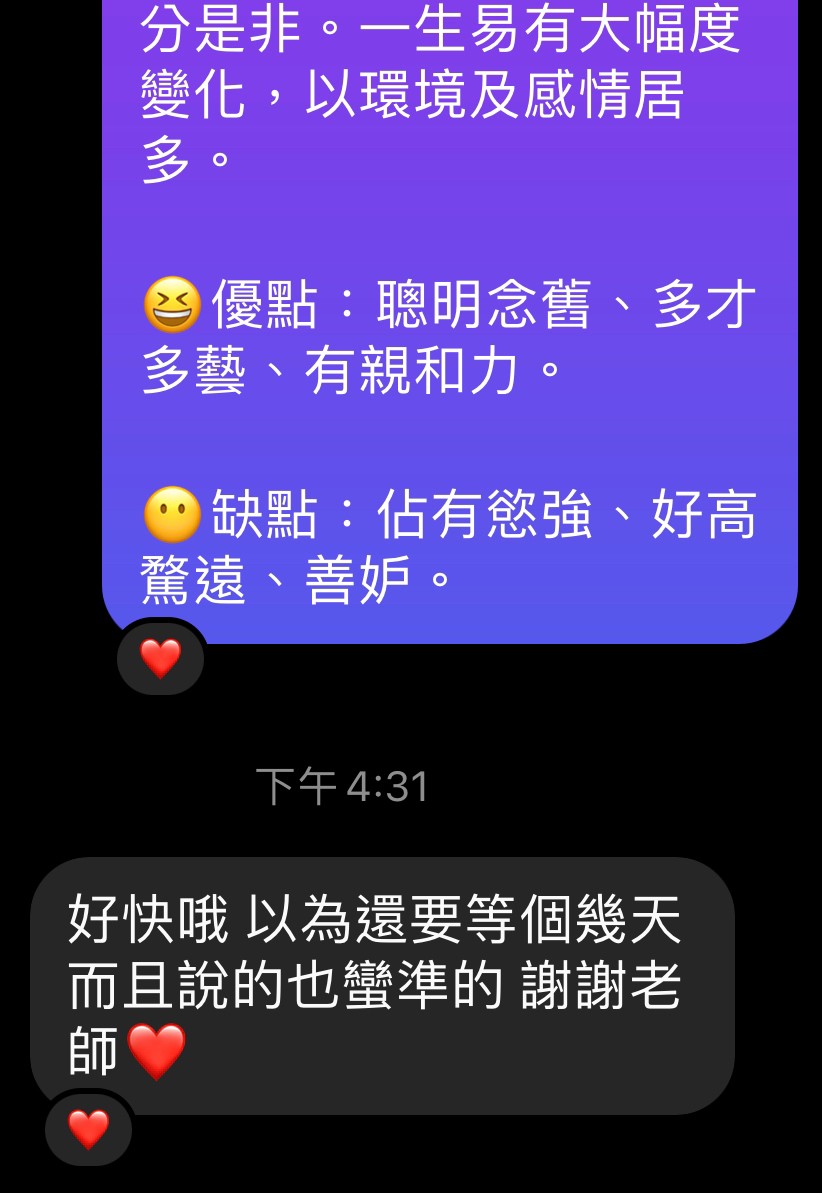 分是非。一生易有大幅度
變化，以環境及感情居
多。
😆優點：聰明念舊、多才
多藝、有親和力。
😶缺點：佔有慾強、好高
騖遠、善妒。
❤️
下午 4:31
好快哦 以為還要等個幾天
而且說的也蠻準的 謝謝老
師❤️
❤️